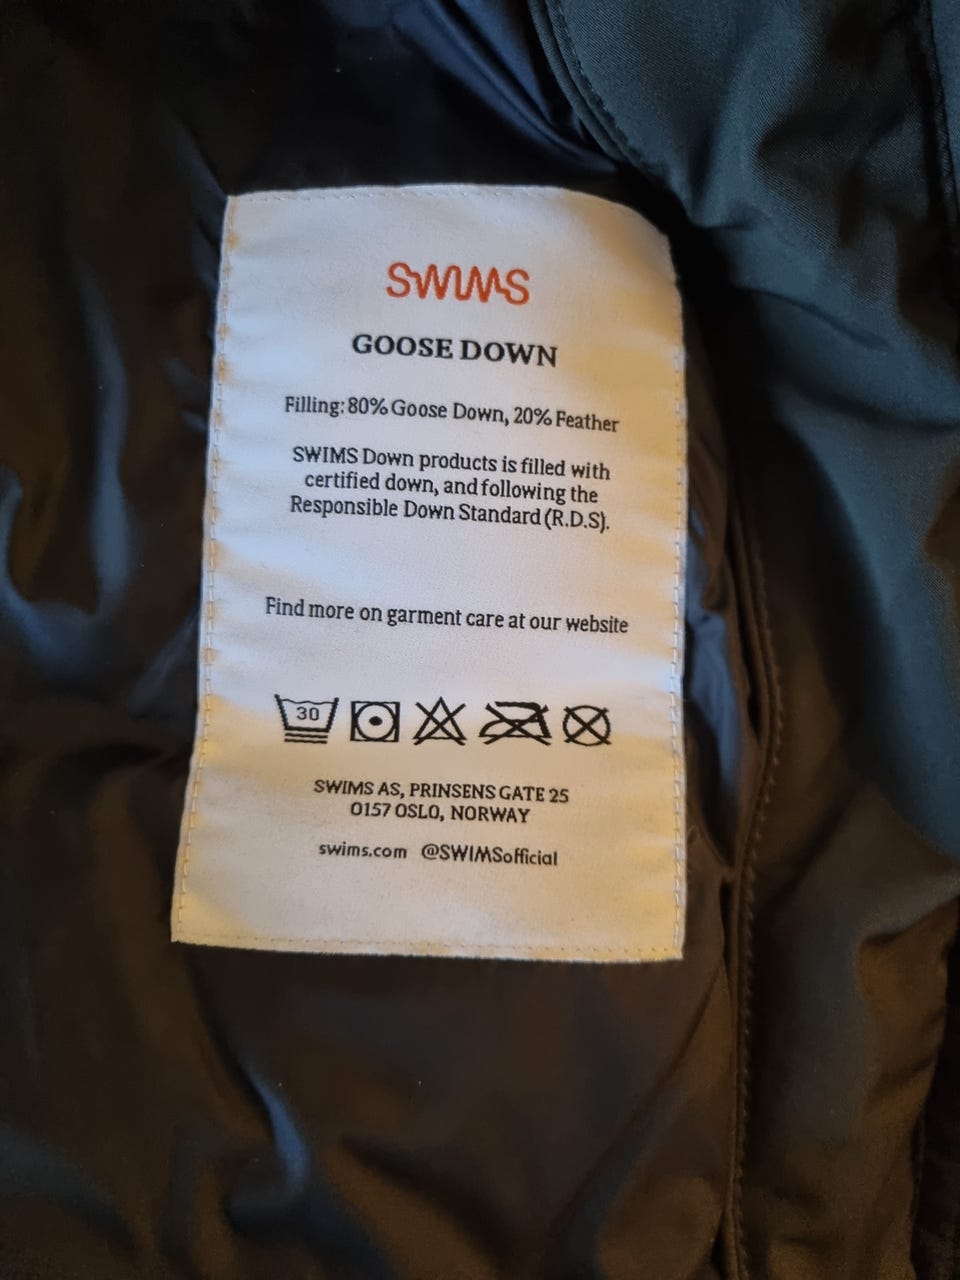 SWIMS
GOOSE DOWN
Filling: 80% Goose Down, 20% Feather
SWIMS Down products is filled with
certified down, and following the
Responsible Down Standard (R.D.S).
Find more on garment care at our website
30
SWIMS AS, PRINSENS GATE 25
0157 OSLO, NORWAY
swims.com @SWIMSofficial